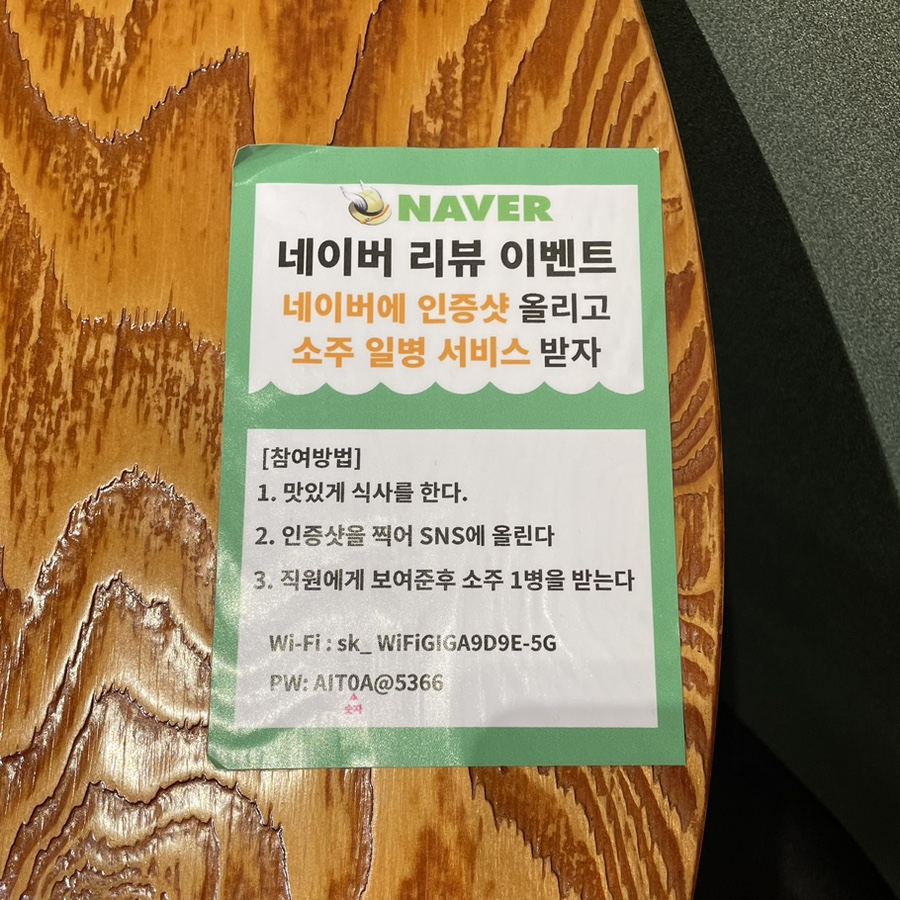 NAVER
네이버 리뷰 이벤트
네이버에 인증샷 올리고
소주 일병 서비스 받자
[참여방법]
1. 맛있게 식사를 한다.
2. 인증샷을 찍어 SNS에 올린다
3. 직원에게 보여준후 소주 1병을 받는다
Wi-Fi : sk_ WiFiGIGA9D9E-5G
PW: AIT0A@5366
숫자